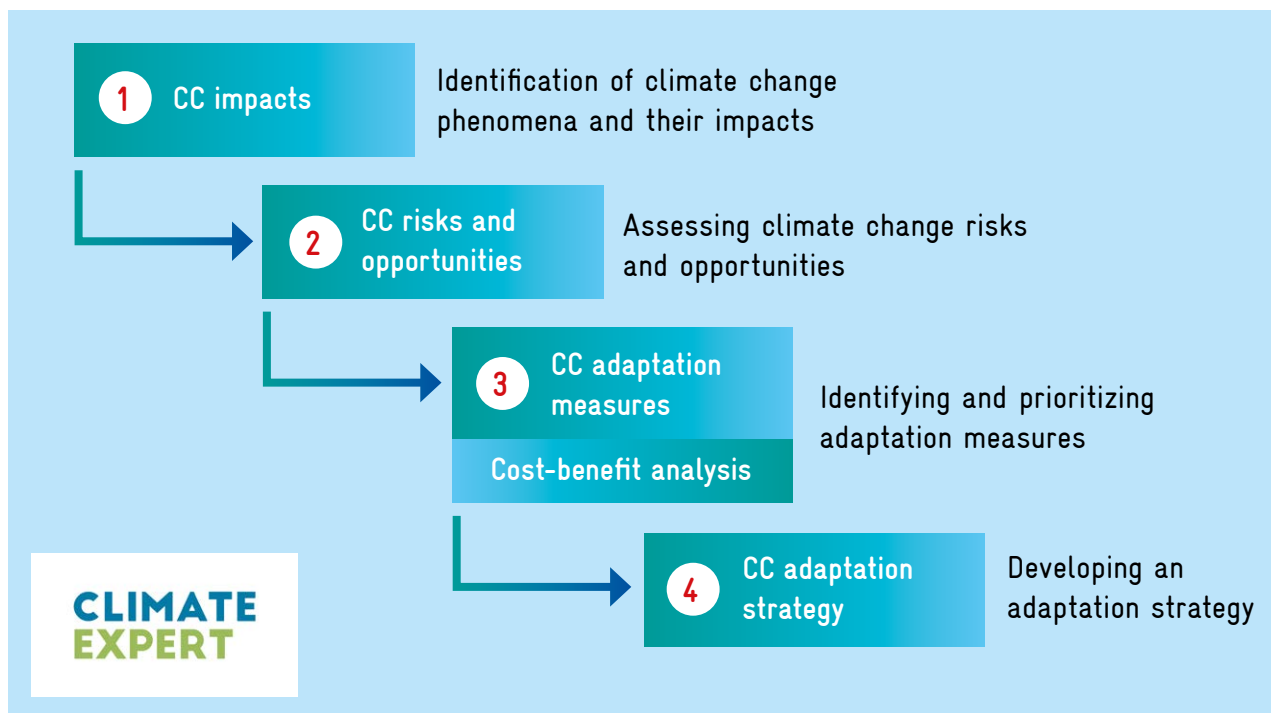 1 CC impacts
Identification of climate change
phenomena and their impacts
2 CC risks and
opportunities
Assessing climate change risks
and opportunities
3 CC adaptation
measures
Cost-benefit analysis
Identifying and prioritizing
adaptation measures
4 CC adaptation
strategy
Developing an
adaptation strategy
CLIMATE
EXPERT